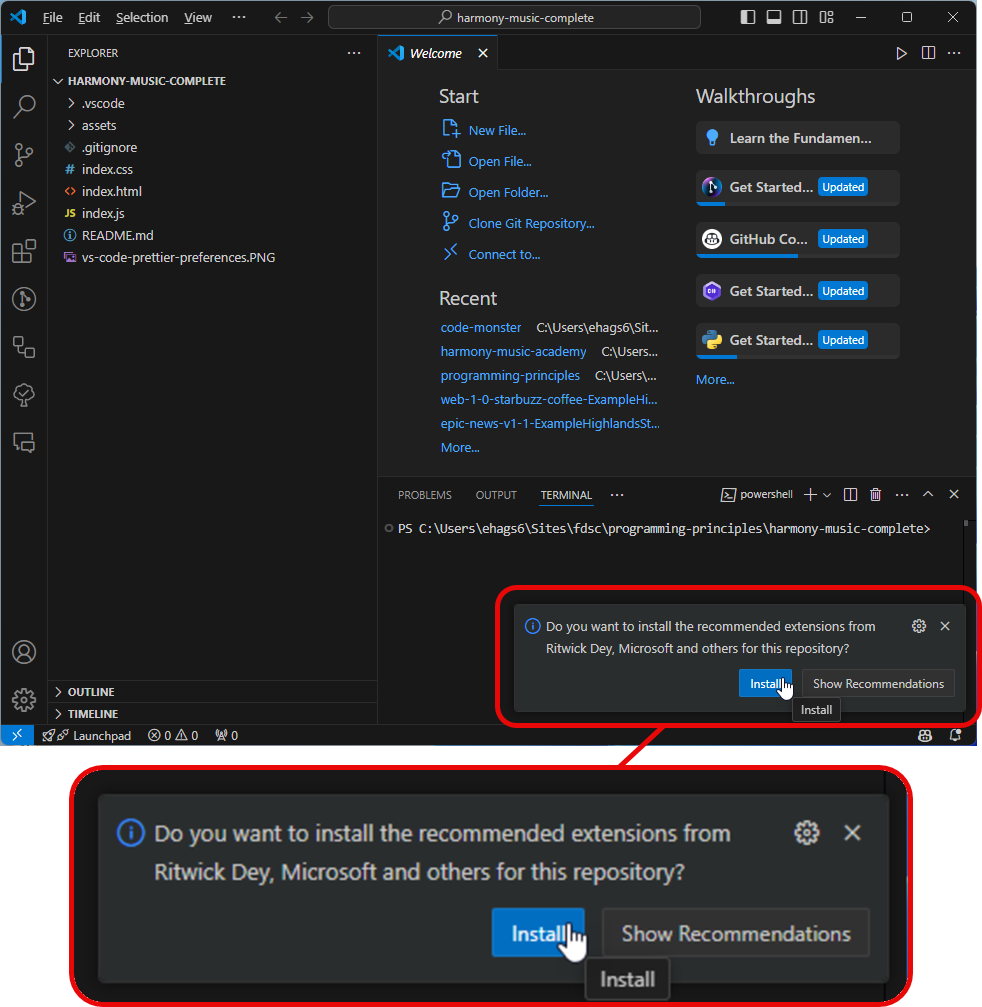 File Edit Selection View ··· harmony-music-complete
EXPLORER ···
HARMONY-MUSIC-COMPLETE
.vscode
assets
.gitignore
# index.css
<> index.html
JS index.js
README.md
vs-code-prettier-preferences.PNG
OUTLINE
TIMELINE
Welcome
Start
New File...
Open File...
Open Folder...
Clone Git Repository...
Connect to...
Recent
code-monster C:\Users\ehags6\Sit...
harmony-music-academy C:\Users...
programming-principles C:\Users\...
web-1-0-starbuzz-coffee-ExampleHi...
epic-news-v1-1-ExampleHighlandsSt...
More...
Walkthroughs
Learn the Fundamen...
Get Started... Updated
GitHub Co... Updated
Get Started... Updated
Get Started... Updated
More...
PROBLEMS OUTPUT TERMINAL ··· powershell
PS C:\Users\ehags6\Sites\fdsc\programming-principles\harmony-music-complete>
Do you want to install the recommended extensions from
Ritwick Dey, Microsoft and others for this repository?
Install Show Recommendations
Install
Launchpad 0 0 0
Do you want to install the recommended extensions from
Ritwick Dey, Microsoft and others for this repository?
Install Show Recommendations
Install